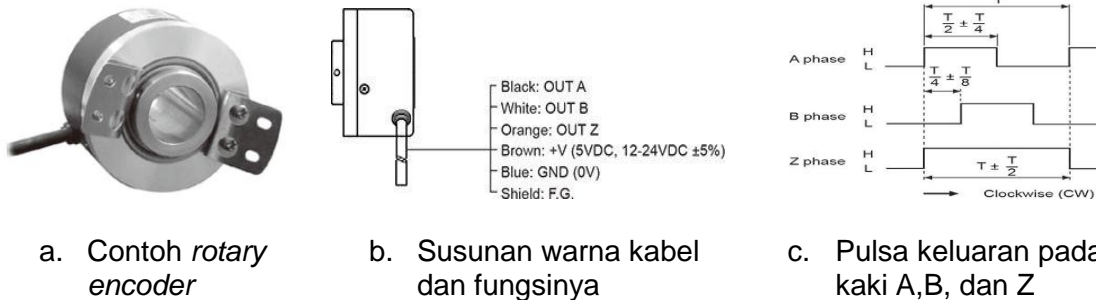 Black: OUT A
White: OUT B
Orange: OUT Z
Brown: +V (5VDC, 12-24VDC ±5%)
Blue: GND (0V)
Shield: F.G.
T/2 ± T/4
A phase H L
T/4 ± T/8
B phase H L
Z phase H L
T ± T/2
Clockwise (CW)
a. Contoh rotary
encoder
b. Susunan warna kabel
dan fungsinya
c. Pulsa keluaran pada
kaki A,B, dan Z